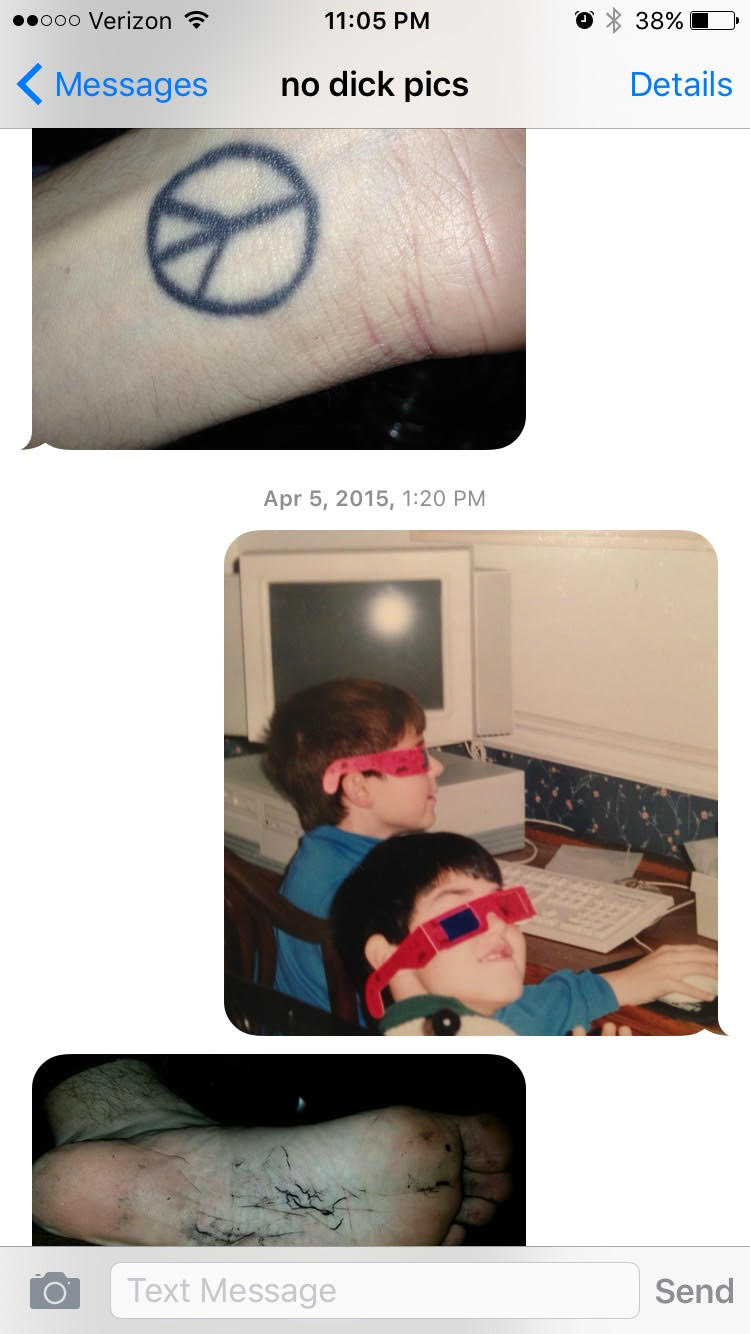 Verizon 11:05 PM 38%
Messages no dick pics Details
Apr 5, 2015, 1:20 PM
Text Message Send